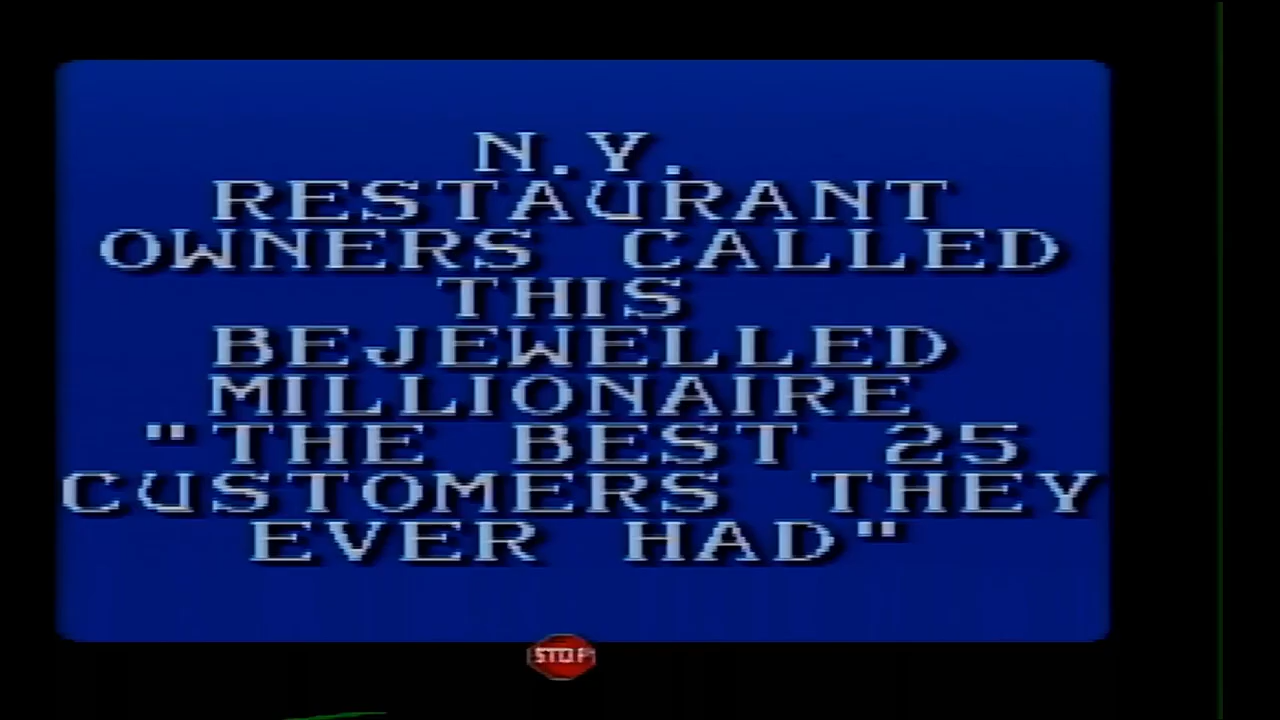 N.Y.
RESTAURANT
OWNERS CALLED
THIS
BEJEWELLED
MILLIONAIRE
"THE BEST 25
CUSTOMERS THEY
EVER HAD"
STOP